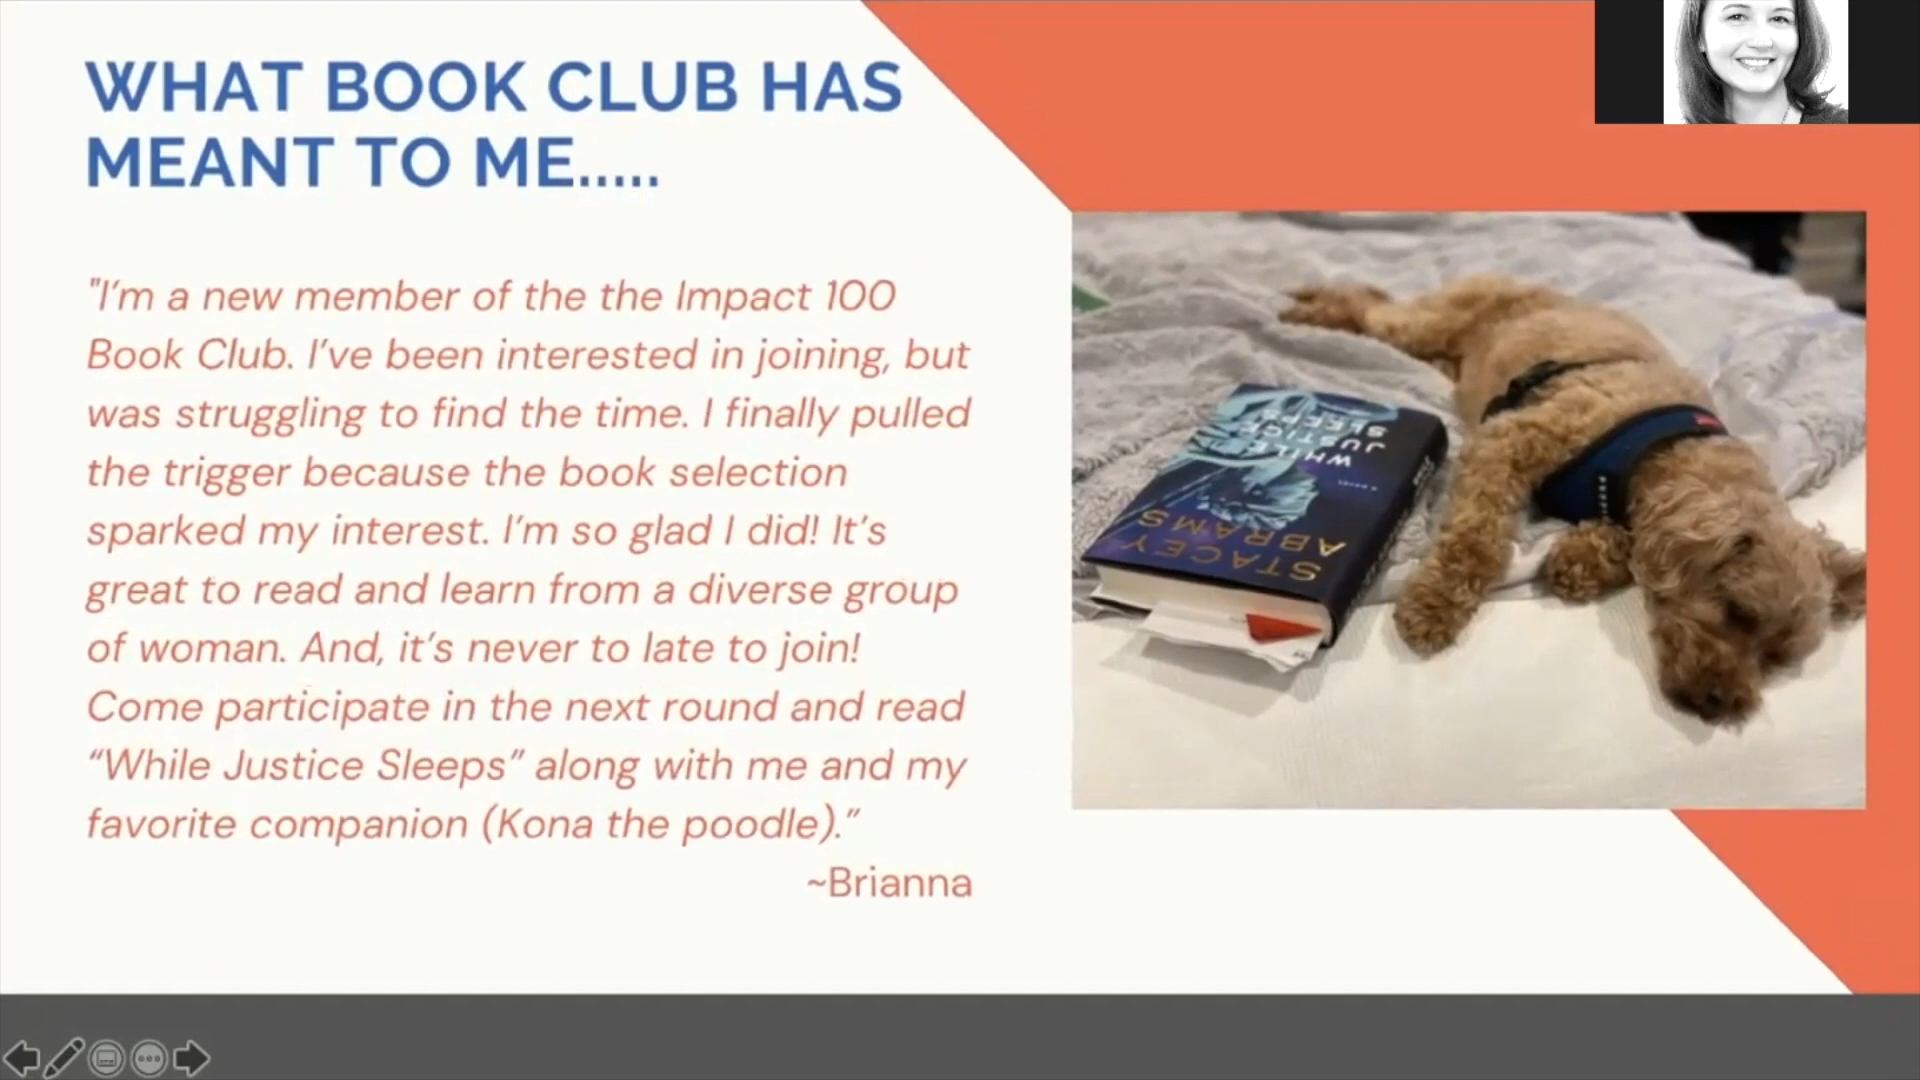 WHAT BOOK CLUB HAS
MEANT TO ME.....
"I'm a new member of the the Impact 100
Book Club. I've been interested in joining, but
was struggling to find the time. I finally pulled
the trigger because the book selection
sparked my interest. I'm so glad I did! It's
great to read and learn from a diverse group
of woman. And, it's never to late to join!
Come participate in the next round and read
“While Justice Sleeps” along with me and my
favorite companion (Kona the poodle).”
~Brianna
STACEY
ABRAMS
A NOVEL
WHILE
JUSTICE
SLEEPS